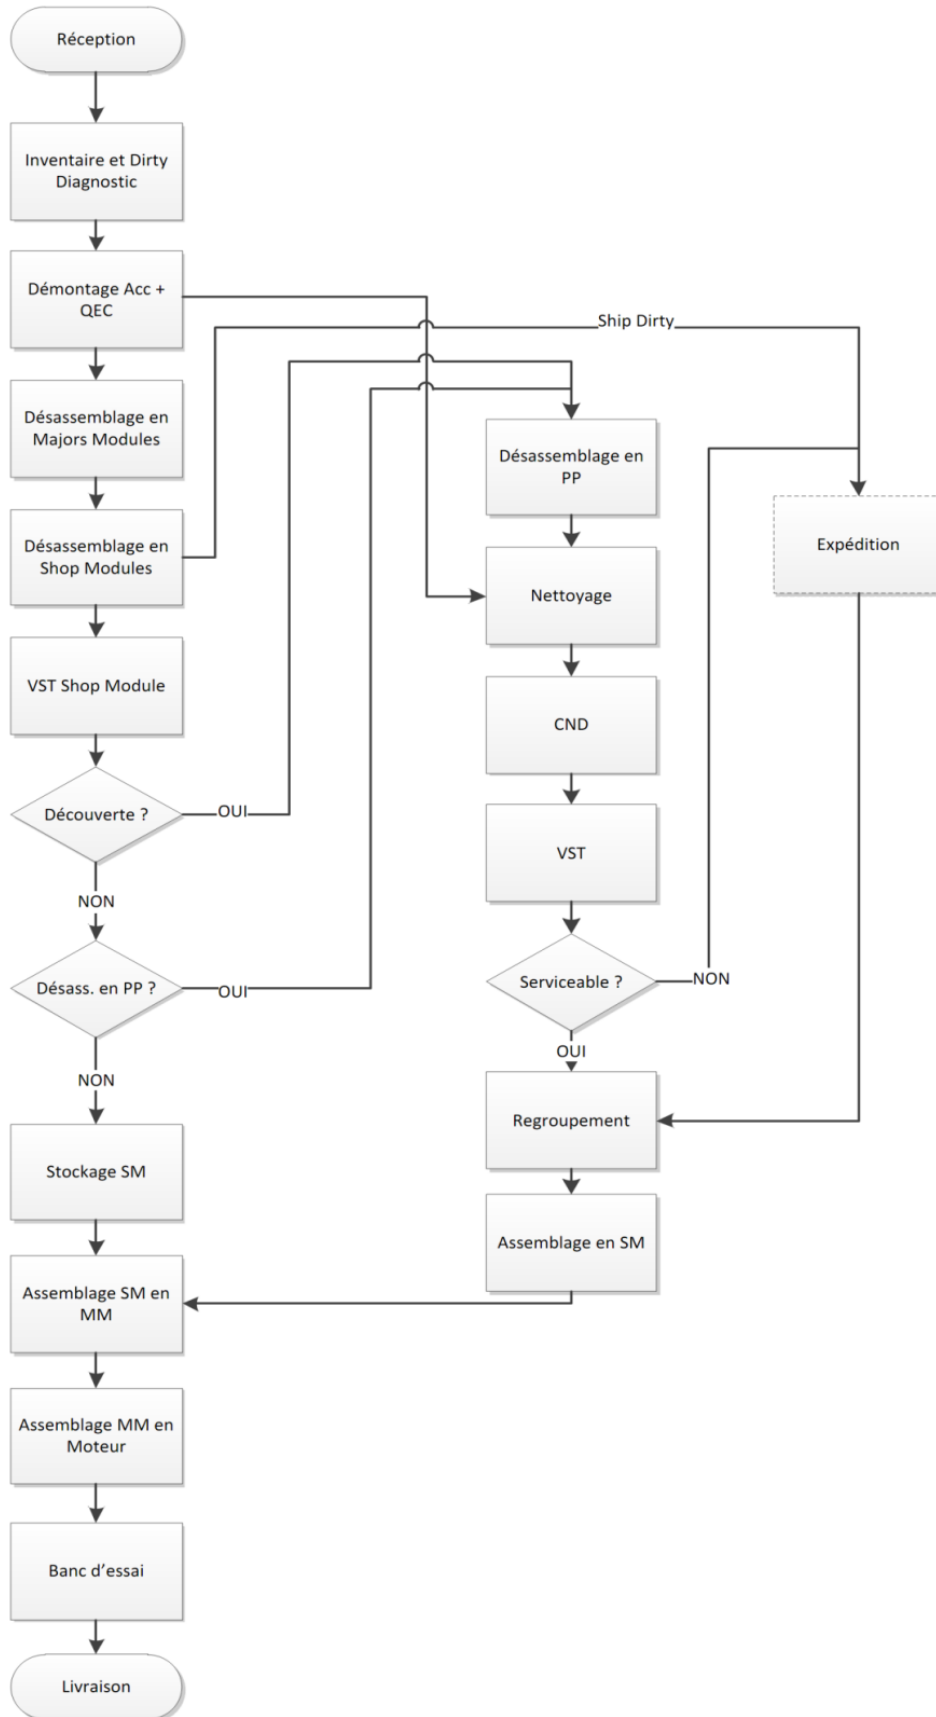 Réception
Inventaire et Dirty
Diagnostic
Démontage Acc +
QEC
Ship Dirty
Désassemblage en
Majors Modules
Désassemblage en
PP
Désassemblage en
Shop Modules
Expédition
Nettoyage
VST Shop Module
CND
Découverte ?
OUI
VST
NON
Désass. en PP ?
OUI
Serviceable ?
NON
OUI
NON
Regroupement
Stockage SM
Assemblage en SM
Assemblage SM en
MM
Assemblage MM en
Moteur
Banc d’essai
Livraison